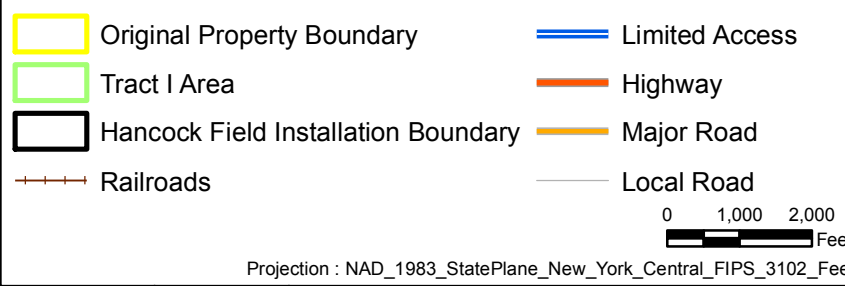 Original Property Boundary
Tract I Area
Hancock Field Installation Boundary
Railroads
Limited Access
Highway
Major Road
Local Road
0 1,000 2,000
Fee
Projection : NAD_1983_StatePlane_New_York_Central_FIPS_3102_Fee